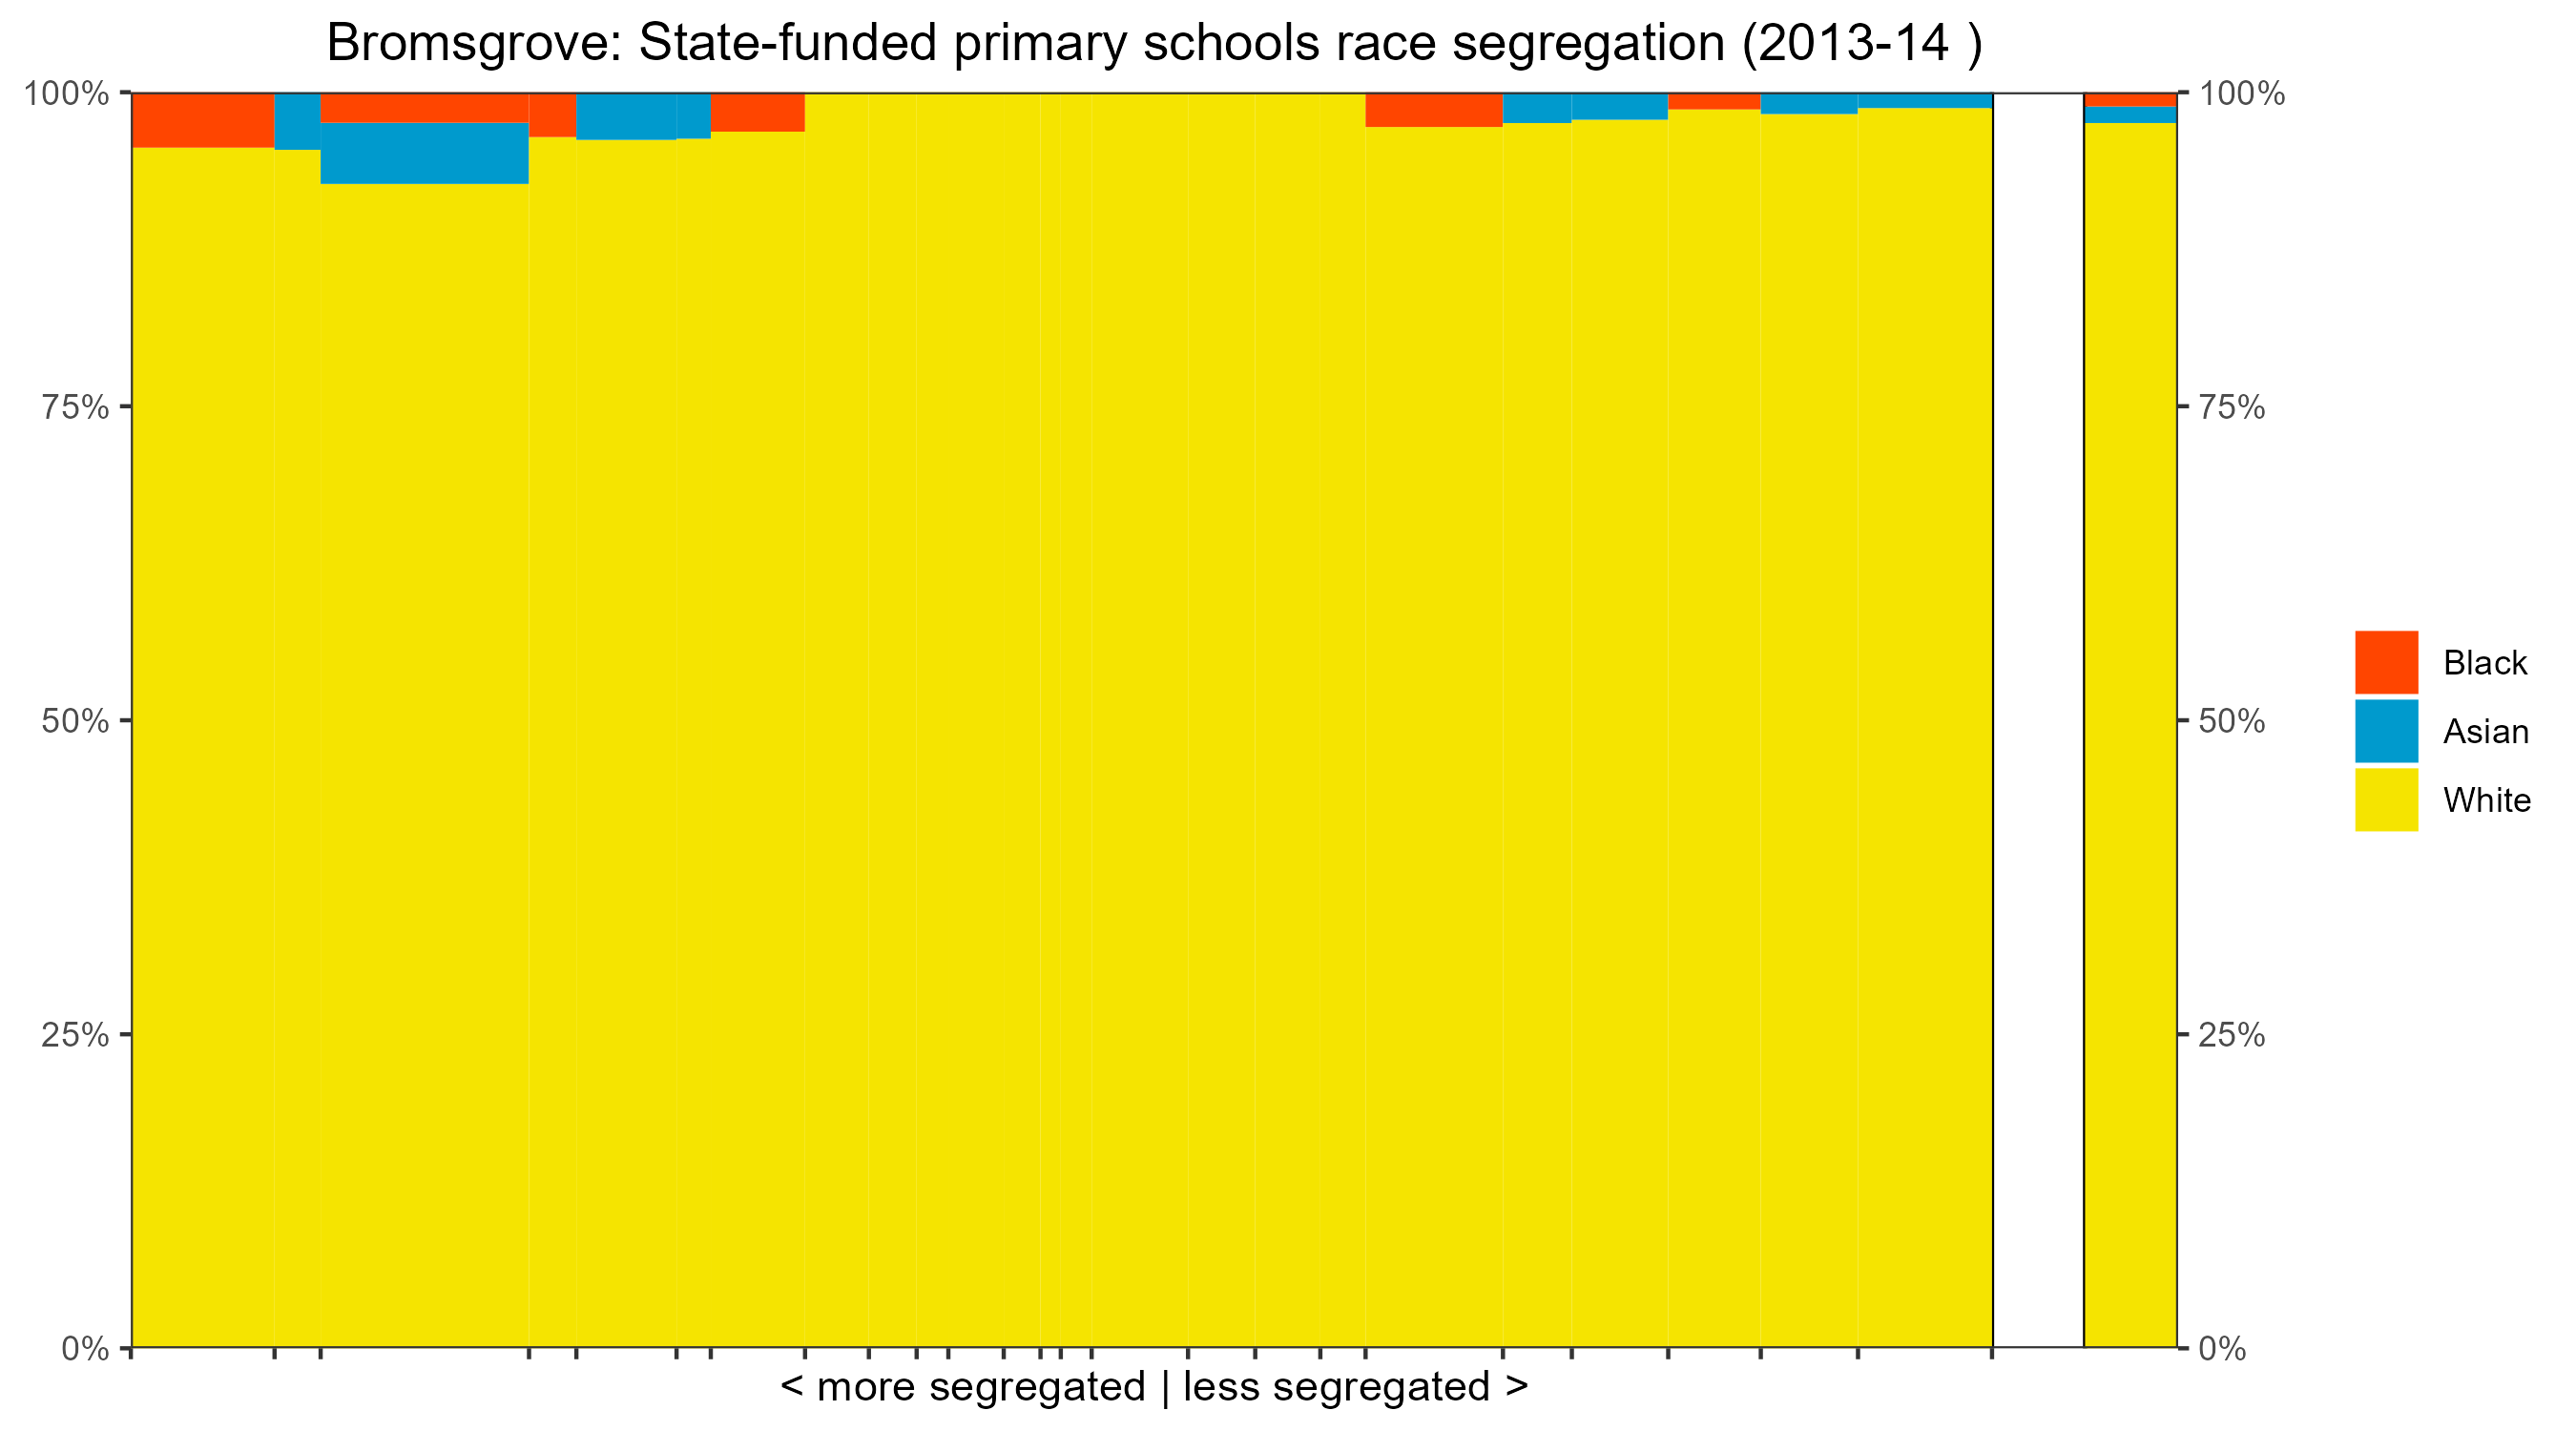 Bromsgrove: State-funded primary schools race segregation (2013-14 )
100%
75%
50%
25%
0%
100%
75%
50%
25%
0%
Black
Asian
White
< more segregated | less segregated >